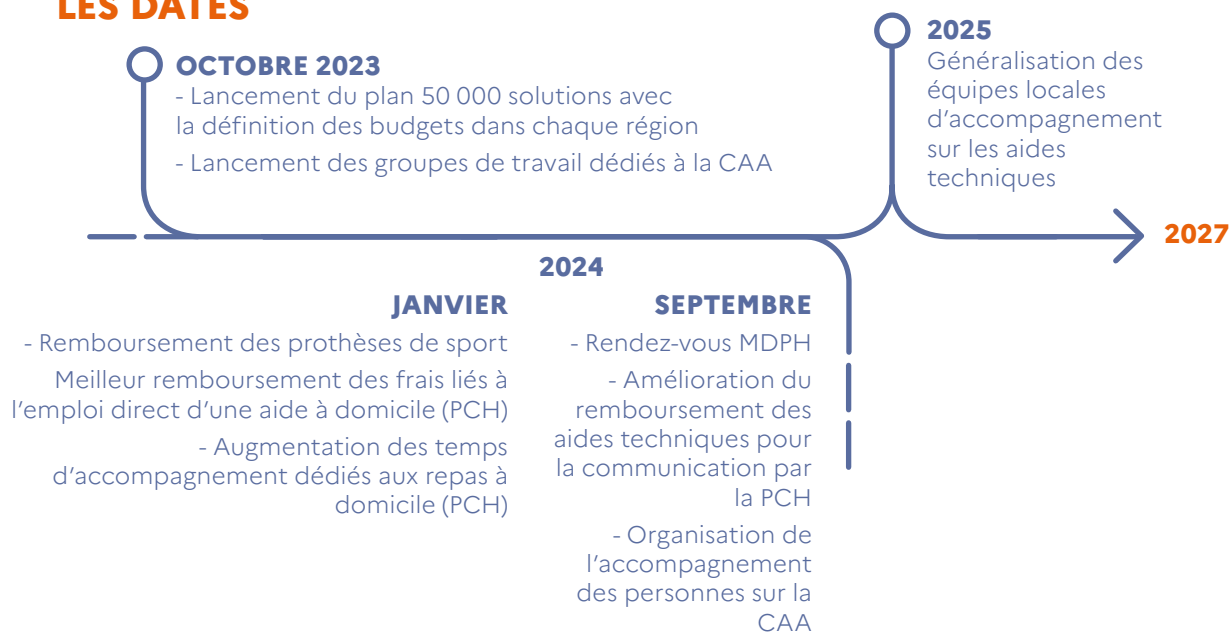 LES DATES
OCTOBRE 2023
- Lancement du plan 50 000 solutions avec
la définition des budgets dans chaque région
- Lancement des groupes de travail dédiés à la CAA
2025
Généralisation des
équipes locales
d’accompagnement
sur les aides
techniques
2027
2024
JANVIER
- Remboursement des prothèses de sport
Meilleur remboursement des frais liés à
l’emploi direct d’une aide à domicile (PCH)
- Augmentation des temps
d’accompagnement dédiés aux repas à
domicile (PCH)
SEPTEMBRE
- Rendez-vous MDPH
- Amélioration du
remboursement des
aides techniques pour
la communication par
la PCH
- Organisation de
l’accompagnement
des personnes sur la
CAA